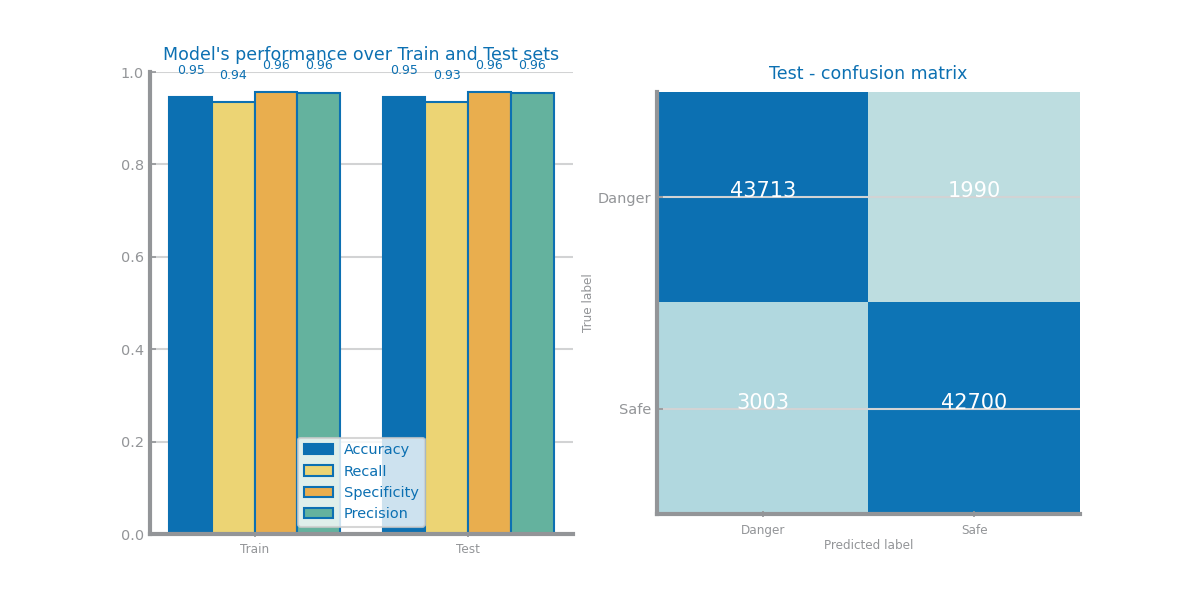 Model's performance over Train and Test sets
0.95 0.94 0.96 0.96 0.95 0.93 0.96 0.96
1.0
0.8
0.6
0.4
0.2
0.0
Accuracy
Recall
Specificity
Precision
Train Test
Test - confusion matrix
True label
Danger
43713 1990
Safe
3003 42700
Danger Safe
Predicted label